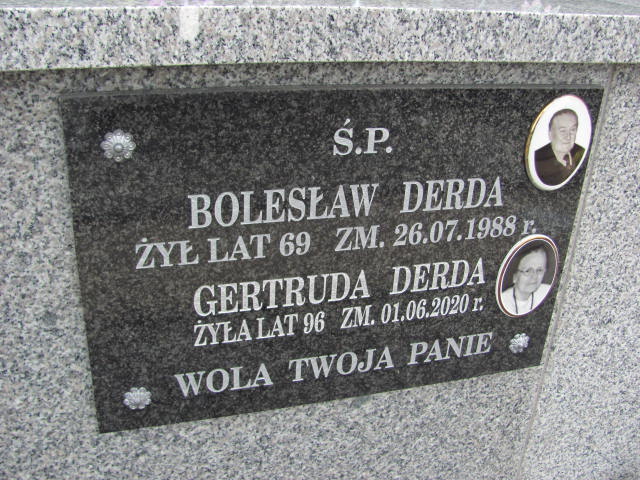 Ś.P.
BOLESŁAW DERDA
ŻYŁ LAT 69 ZM. 26.07.1988 r.
GERTRUDA DERDA
ŻYŁA LAT 96 ZM. 01.06.2020 r.
WOLA TWOJA PANIE